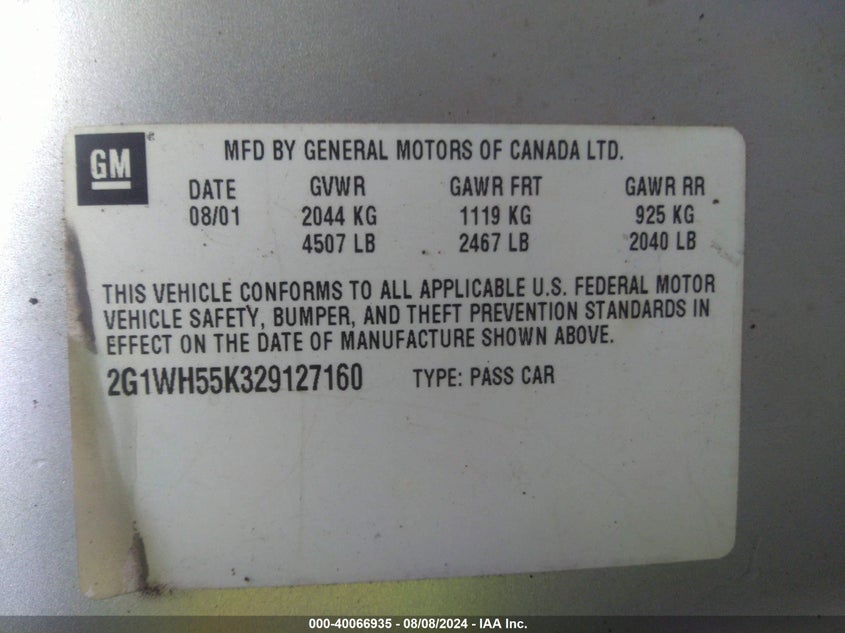 GM
MFD BY GENERAL MOTORS OF CANADA LTD.
DATE GVWR GAWR FRT GAWR RR
08/01 2044 KG 1119 KG 925 KG
4507 LB 2467 LB 2040 LB
THIS VEHICLE CONFORMS TO ALL APPLICABLE U.S. FEDERAL MOTOR
VEHICLE SAFETY, BUMPER, AND THEFT PREVENTION STANDARDS IN
EFFECT ON THE DATE OF MANUFACTURE SHOWN ABOVE.
2G1WH55K329127160 TYPE: PASS CAR
000-40066935 - 08/08/2024 - IAA Inc.